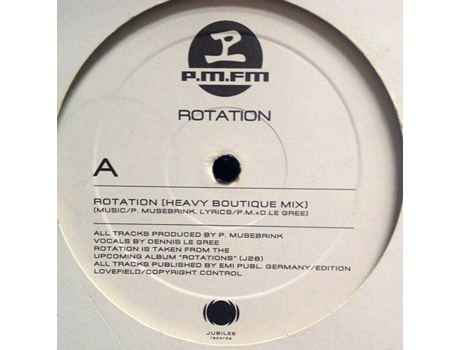 P.M.FM
ROTATION
A
ROTATION (HEAVY BOUTIQUE MIX)
(MUSIC/P. MUSEBRINK. LYRICS/P.M.+D.LE GREE)
ALL TRACKS PRODUCED BY P. MUSEBRINK
VOCALS BY DENNIS LE GREE
ROTATION IS TAKEN FROM THE
UPCOMING ALBUM "ROTATIONS" (J28)
ALL TRACKS PUBLISHED BY EMI PUBL. GERMANY/EDITION
LOVEFIELD/COPYRIGHT CONTROL
JUBILEE
records